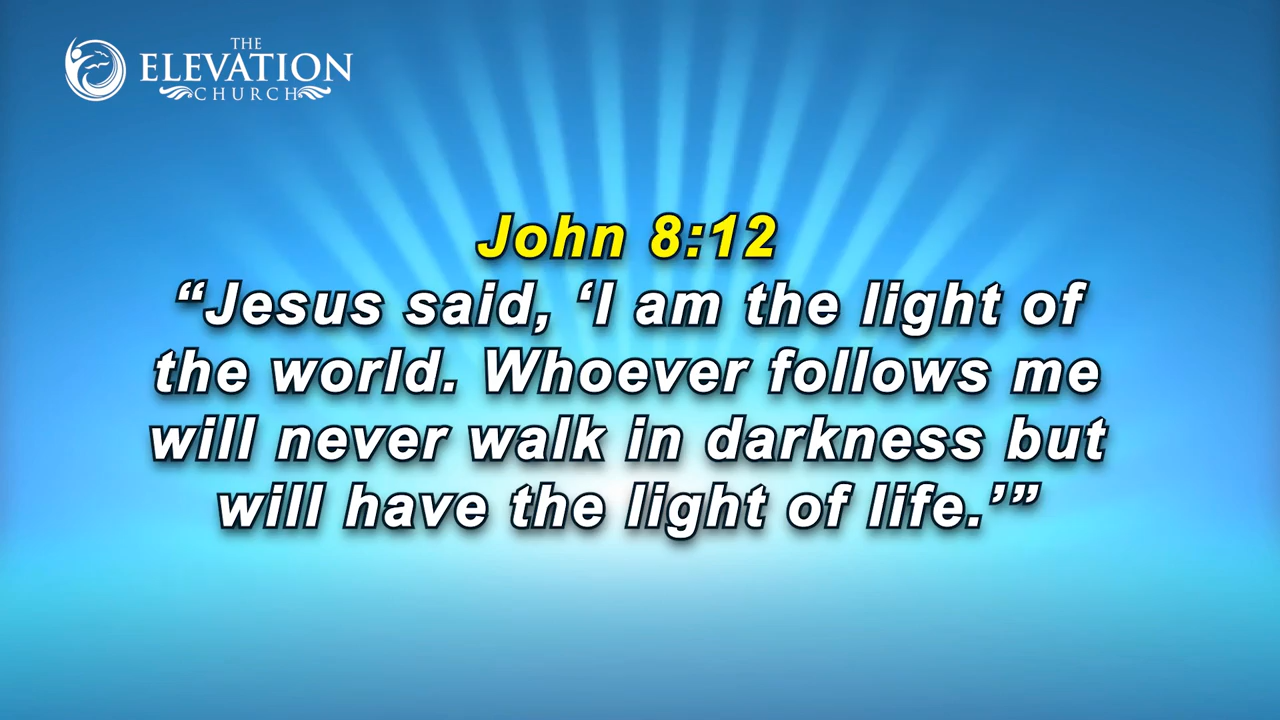 THE
ELEVATION
CHURCH
John 8:12
“Jesus said, ‘I am the light of
the world. Whoever follows me
will never walk in darkness but
will have the light of life.’”